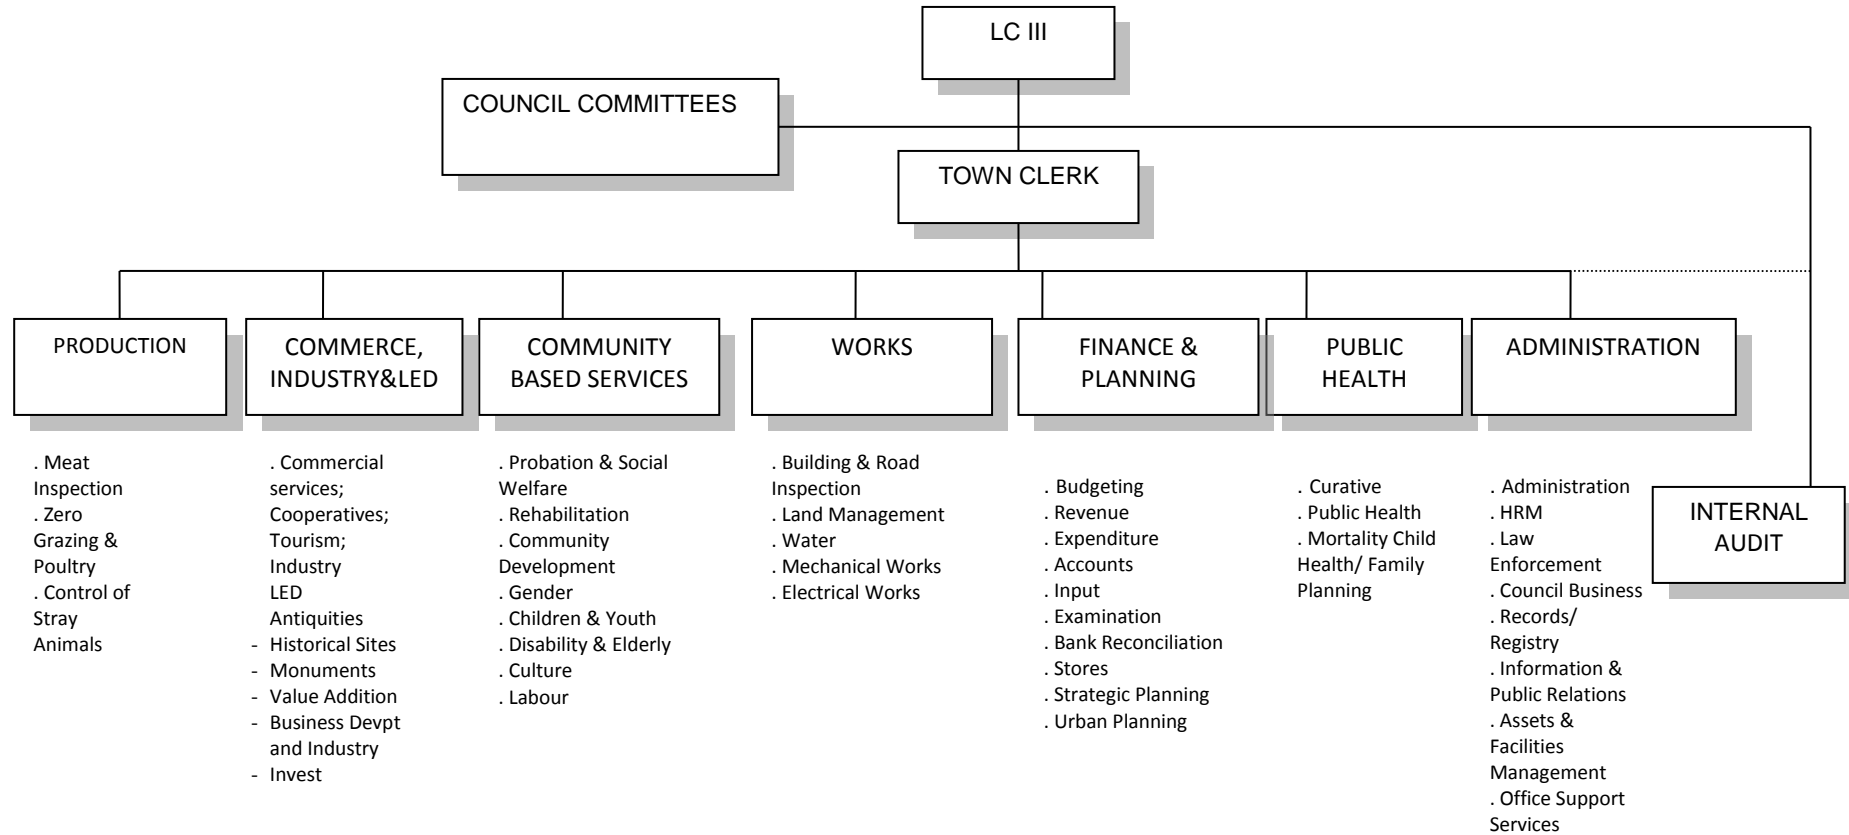 LC III
COUNCIL COMMITTEES
TOWN CLERK
PRODUCTION
COMMERCE,
INDUSTRY&LED
COMMUNITY
BASED SERVICES
WORKS
FINANCE &
PLANNING
PUBLIC
HEALTH
ADMINISTRATION
. Meat
Inspection
. Zero
Grazing &
Poultry
. Control of
Stray
Animals
. Commercial
services;
Cooperatives;
Tourism;
Industry
LED
Antiquities
- Historical Sites
- Monuments
- Value Addition
- Business Devpt
and Industry
- Invest
. Probation & Social
Welfare
. Rehabilitation
. Community
Development
. Gender
. Children & Youth
. Disability & Elderly
. Culture
. Labour
. Building & Road
Inspection
. Land Management
. Water
. Mechanical Works
. Electrical Works
. Budgeting
. Revenue
. Expenditure
. Accounts
. Input
. Examination
. Bank Reconciliation
. Stores
. Strategic Planning
. Urban Planning
. Curative
. Public Health
. Mortality Child
Health/ Family
Planning
. Administration
. HRM
. Law
Enforcement
. Council Business
. Records/
Registry
. Information &
Public Relations
. Assets &
Facilities
Management
. Office Support
Services
INTERNAL
AUDIT